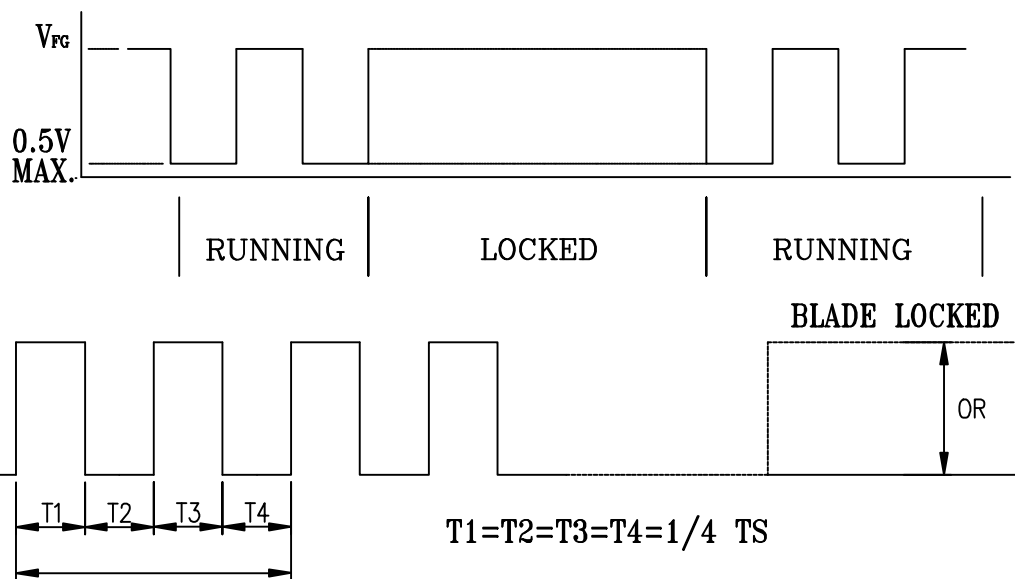 VFG
0.5V
MAX.
RUNNING LOCKED RUNNING
BLADE LOCKED
OR
T1 T2 T3 T4
T1=T2=T3=T4=1/4 TS